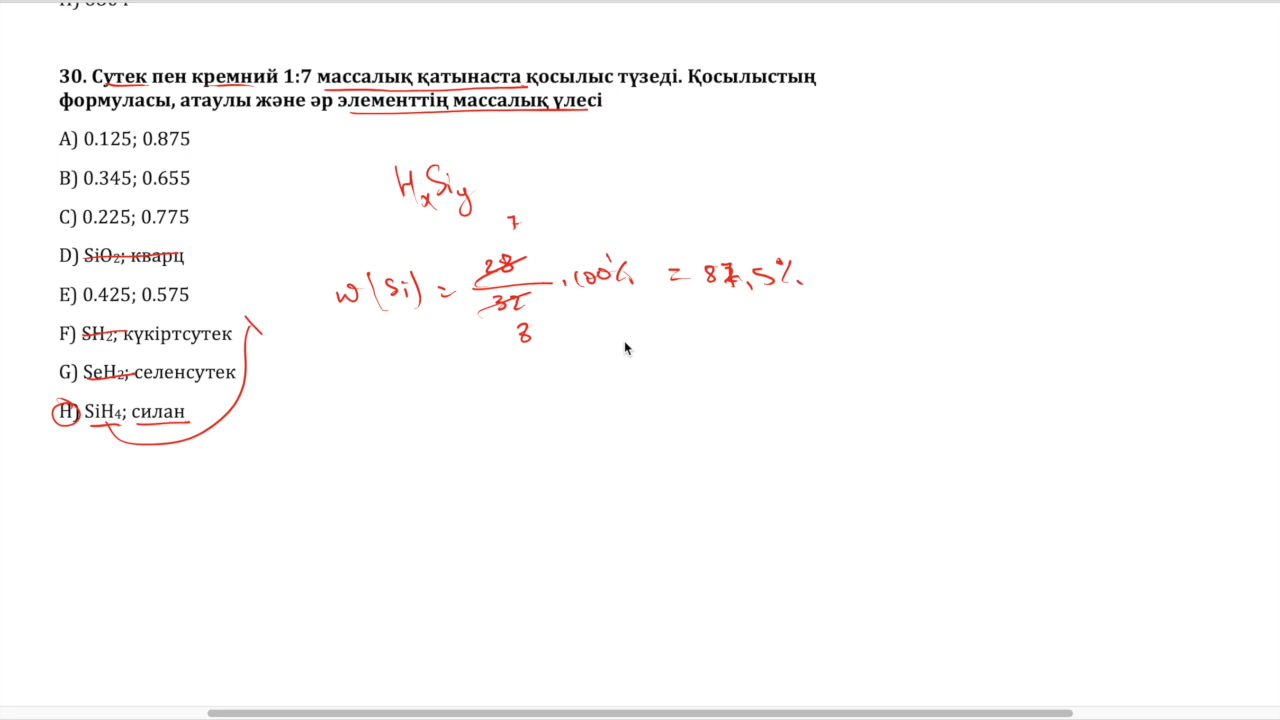 30. Сутек пен кремний 1:7 массалық қатынаста қосылыс түзеді. Қосылыстың
формуласы, атаулы және әр элементтің массалық үлесі
A) 0.125; 0.875
B) 0.345; 0.655
C) 0.225; 0.775
D) SiO₂; кварц
E) 0.425; 0.575
F) SH₂; күкіртсутек
G) SeH₂; селенсутек
H) SiH₄; силан
HₓSiᵧ
7
w(Si) = 28/32 · 100% = 87,5%
8